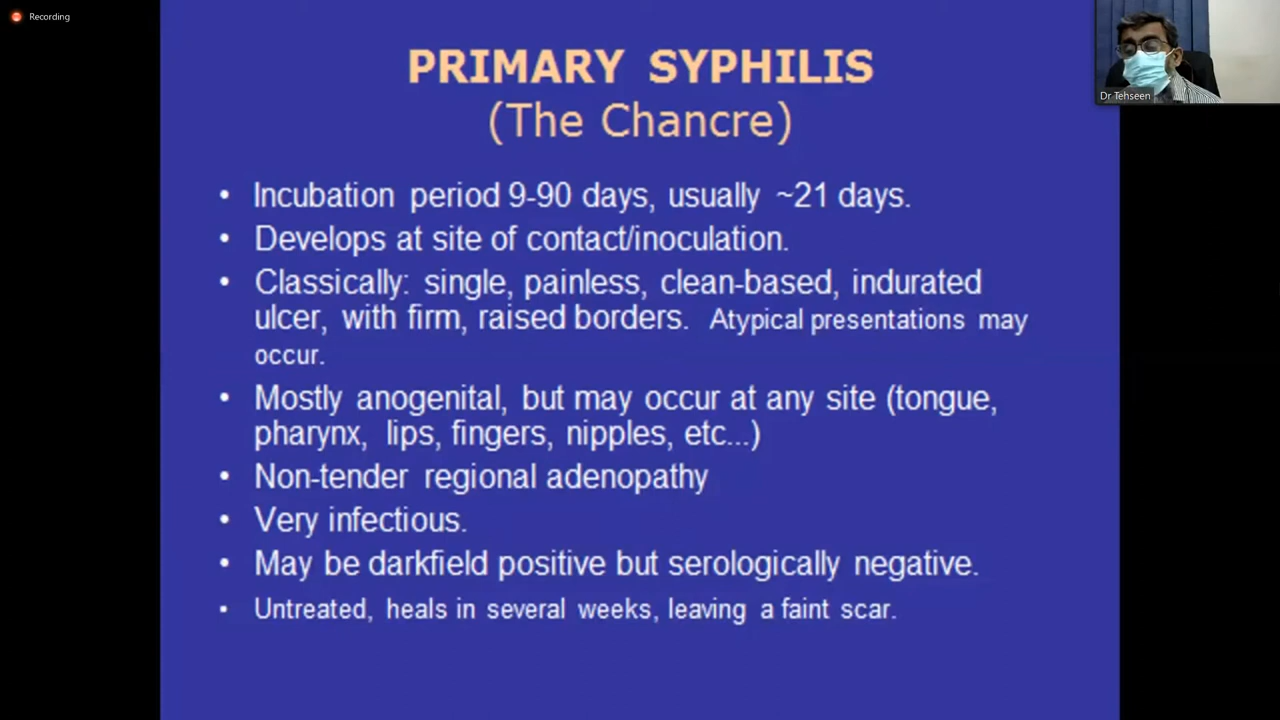 Recording
PRIMARY SYPHILIS
(The Chancre)
Dr Tehseen
• Incubation period 9-90 days, usually ~21 days.
• Develops at site of contact/inoculation.
• Classically: single, painless, clean-based, indurated
ulcer, with firm, raised borders. Atypical presentations may
occur.
• Mostly anogenital, but may occur at any site (tongue,
pharynx, lips, fingers, nipples, etc...)
• Non-tender regional adenopathy
• Very infectious.
• May be darkfield positive but serologically negative.
• Untreated, heals in several weeks, leaving a faint scar.